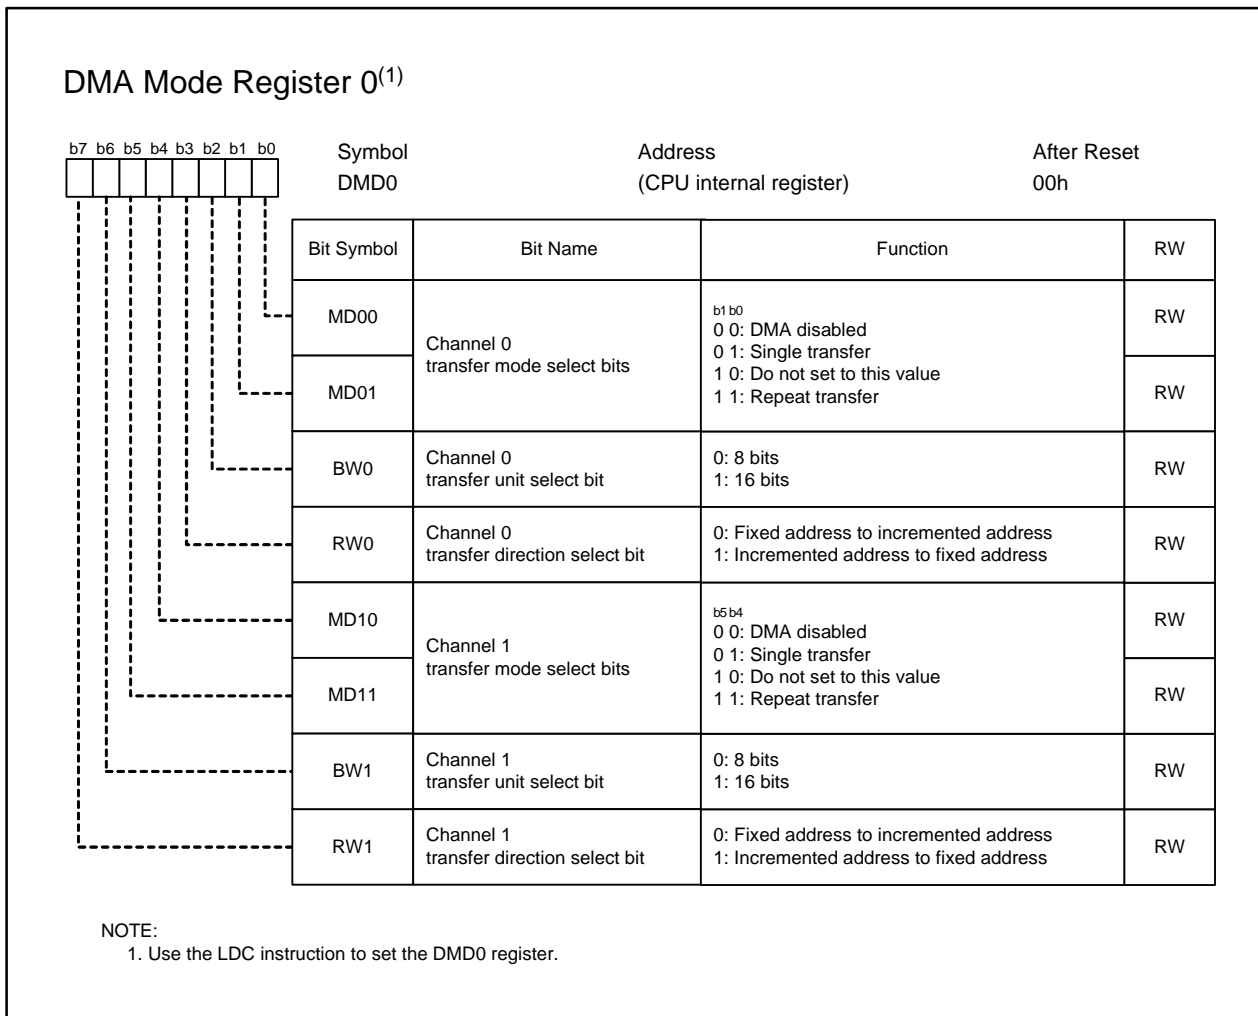 DMA Mode Register 0(1)
b7 b6 b5 b4 b3 b2 b1 b0
Symbol Address After Reset
DMD0 (CPU internal register) 00h
Bit Symbol Bit Name Function RW
MD00 Channel 0 transfer mode select bits b1 b0 RW
0 0: DMA disabled
0 1: Single transfer
1 0: Do not set to this value
1 1: Repeat transfer
MD01 RW
BW0 Channel 0 transfer unit select bit 0: 8 bits RW
1: 16 bits
RW0 Channel 0 transfer direction select bit 0: Fixed address to incremented address RW
1: Incremented address to fixed address
MD10 Channel 1 transfer mode select bits b5 b4 RW
0 0: DMA disabled
0 1: Single transfer
1 0: Do not set to this value
1 1: Repeat transfer
MD11 RW
BW1 Channel 1 transfer unit select bit 0: 8 bits RW
1: 16 bits
RW1 Channel 1 transfer direction select bit 0: Fixed address to incremented address RW
1: Incremented address to fixed address
NOTE:
1. Use the LDC instruction to set the DMD0 register.